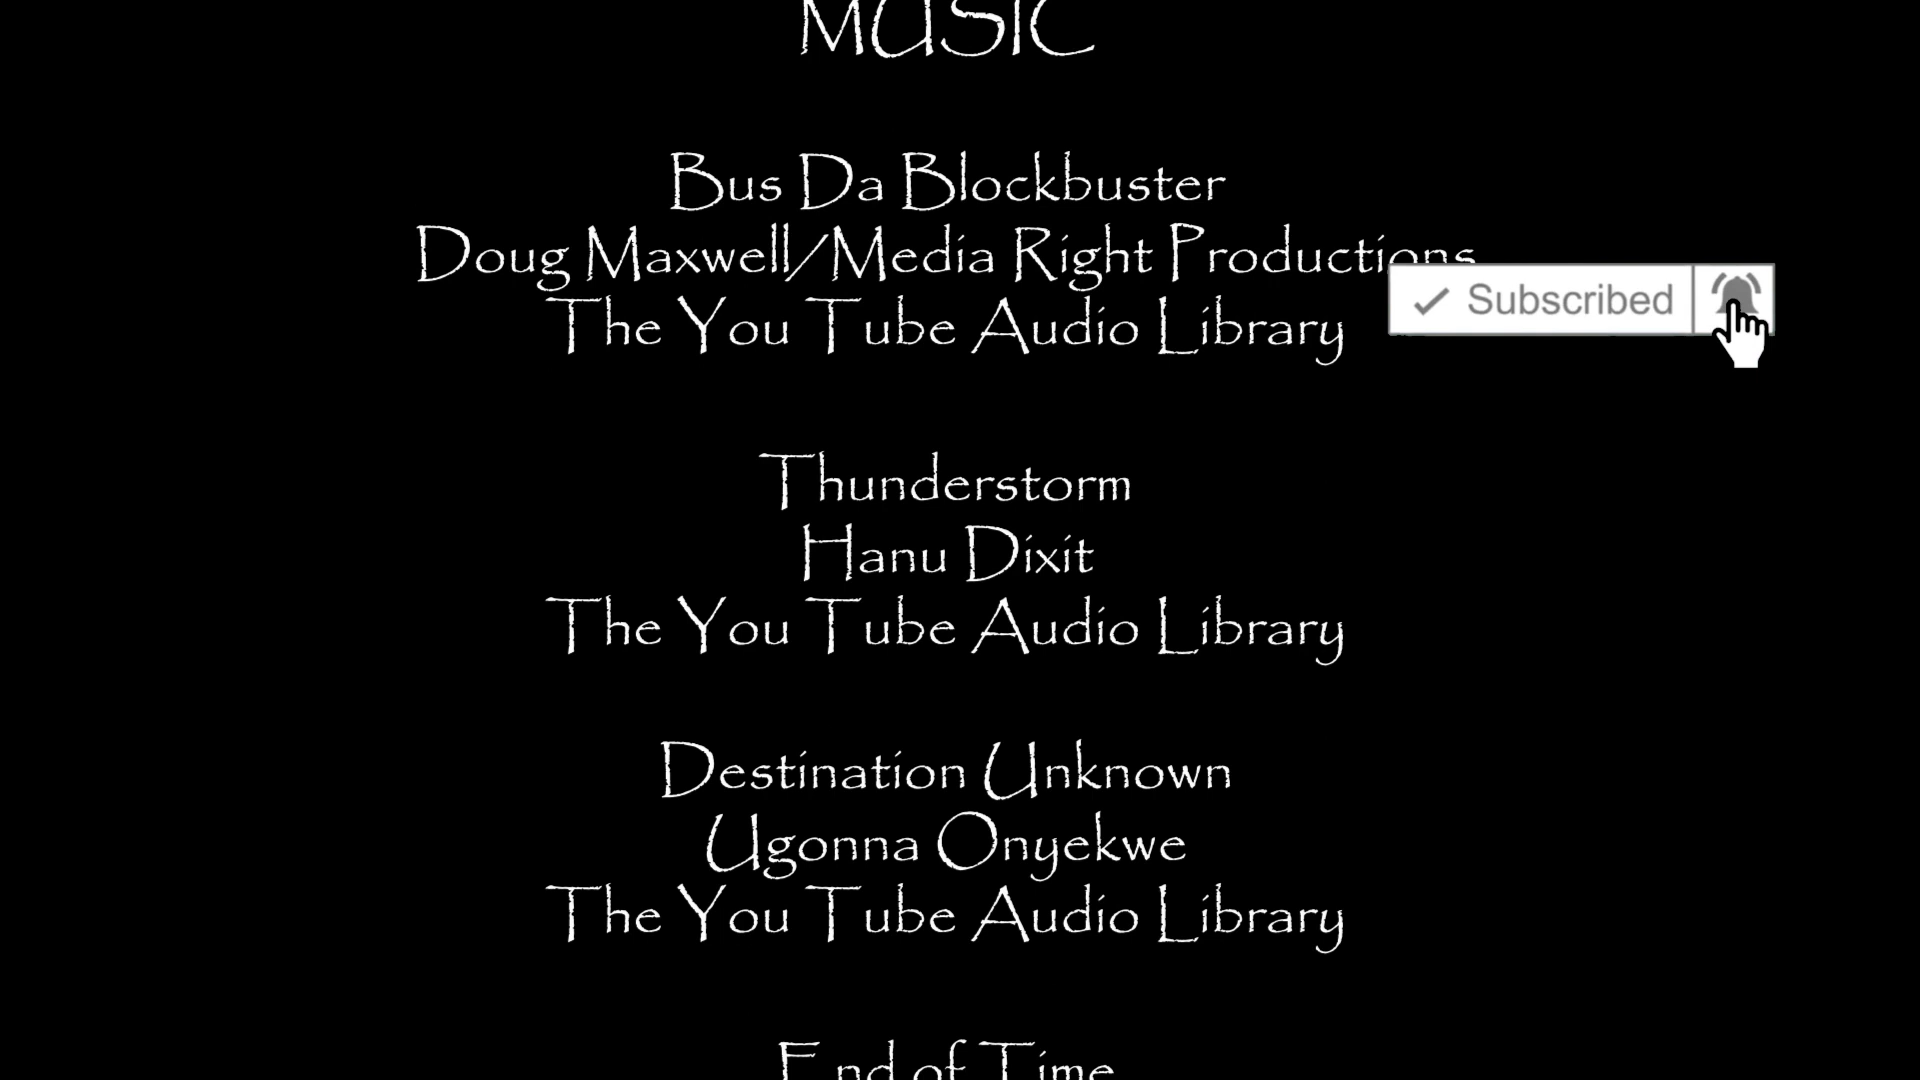 MUSIC
Bus Da Blockbuster
Doug Maxwell/Media Right Productions
Subscribed
The You Tube Audio Library
Thunderstorm
Hanu Dixit
The You Tube Audio Library
Destination Unknown
Ugonna Onyekwe
The You Tube Audio Library
End of Time